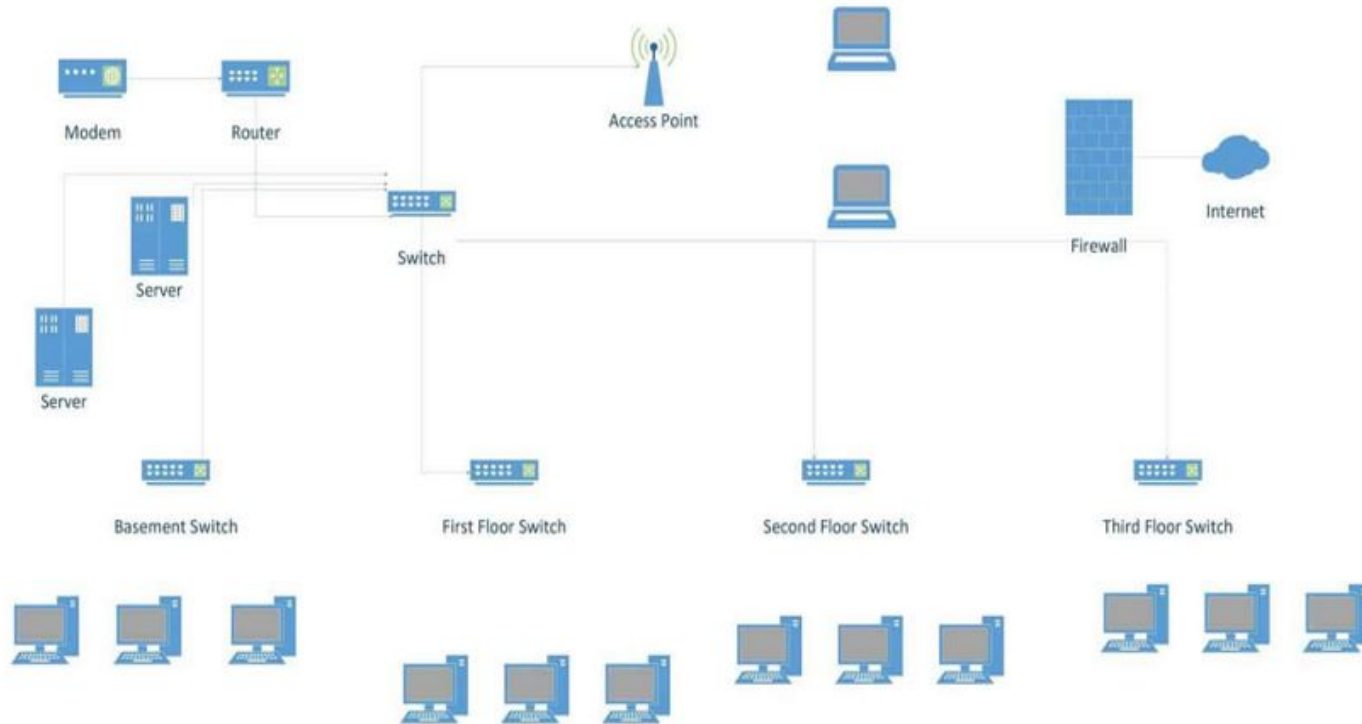 Modem
Router
Access Point
Switch
Firewall
Internet
Server
Server
Basement Switch
First Floor Switch
Second Floor Switch
Third Floor Switch